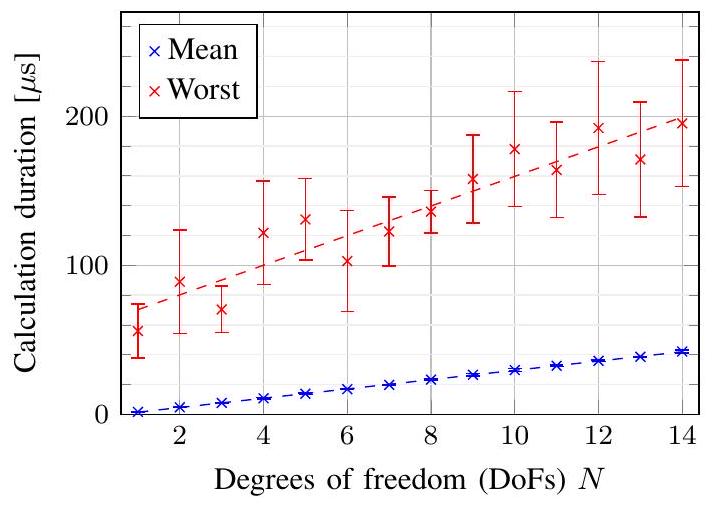 Mean
Worst
Calculation duration [μs]
200
100
0
2 4 6 8 10 12 14
Degrees of freedom (DoFs) N